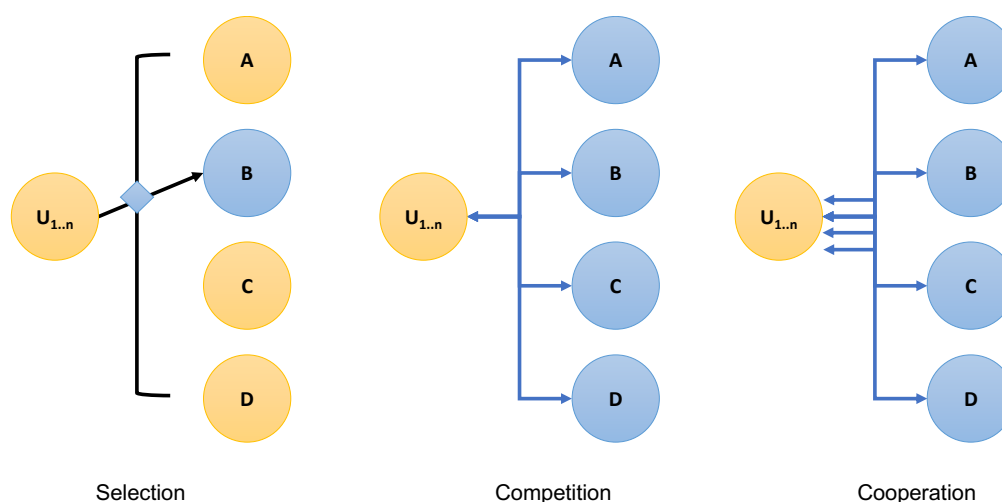 A
B
U1..n
C
D
Selection
A
B
U1..n
C
D
Competition
A
B
U1..n
C
D
Cooperation